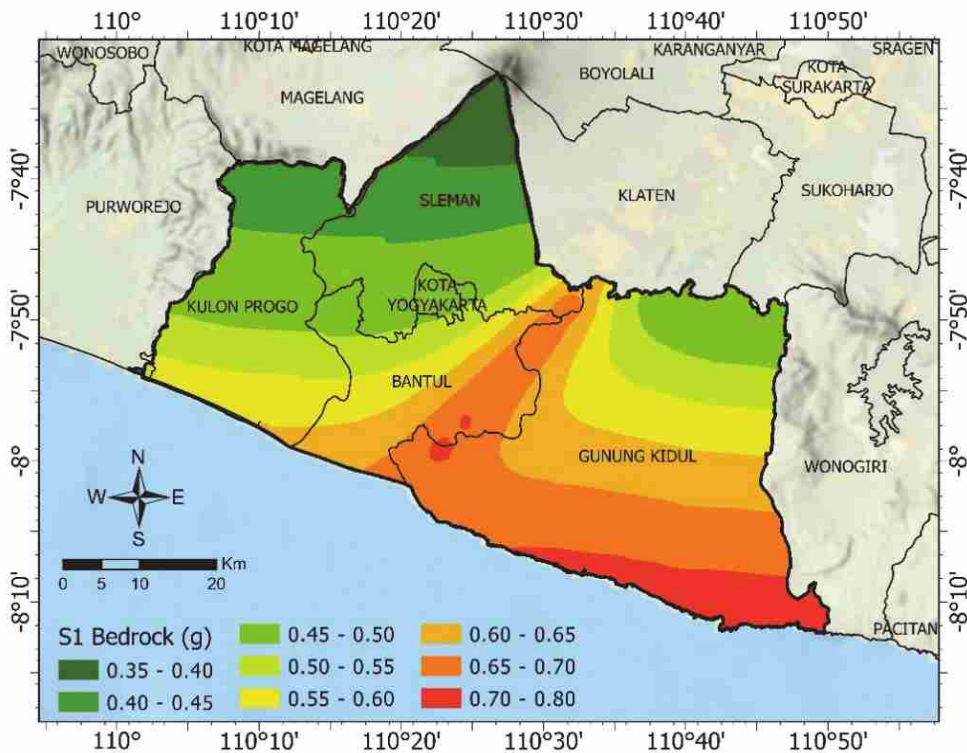 110°0' 110°10' 110°20' 110°30' 110°40' 110°50'
WONOSOBO
KOTA MAGELANG
KARANGANYAR
SRAGEN
BOYOLALI
KOTA
SURAKARTA
MAGELANG
-7°40'
-7°40'
PURWOREJO
SLEMAN
KLATEN
SUKOHARJO
KULON PROGO
KOTA
YOGYAKARTA
-7°50'
-7°50'
BANTUL
GUNUNG KIDUL
WONOGIRI
-8°
-8°
N
W E
S
Km
0 5 10 20
-8°10'
-8°10'
PACITAN
S1 Bedrock (g)
0.35 - 0.40
0.40 - 0.45
0.45 - 0.50
0.50 - 0.55
0.55 - 0.60
0.60 - 0.65
0.65 - 0.70
0.70 - 0.80
110°0' 110°10' 110°20' 110°30' 110°40' 110°50'